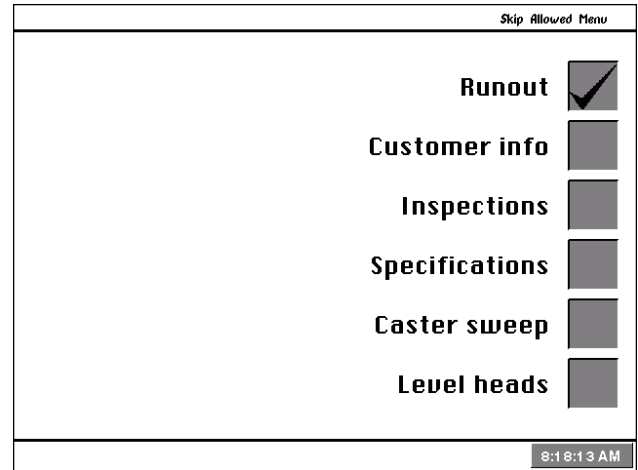 Skip Allowed Menu
Runout
Customer info
Inspections
Specifications
Caster sweep
Level heads
8:18:13 AM